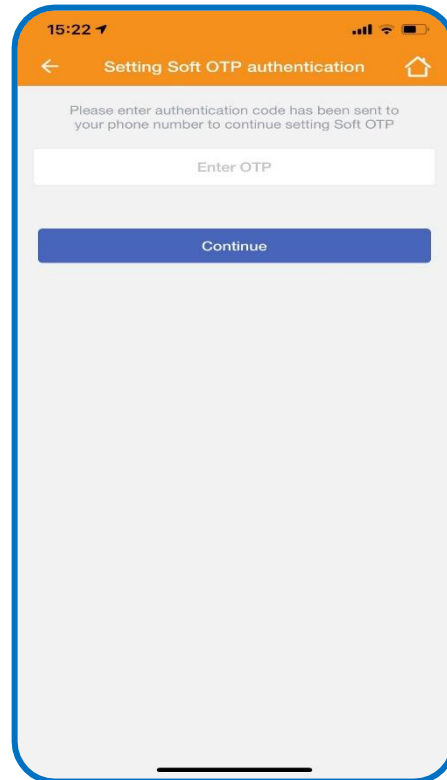 15:22
Setting Soft OTP authentication
Please enter authentication code has been sent to
your phone number to continue setting Soft OTP
Enter OTP
Continue